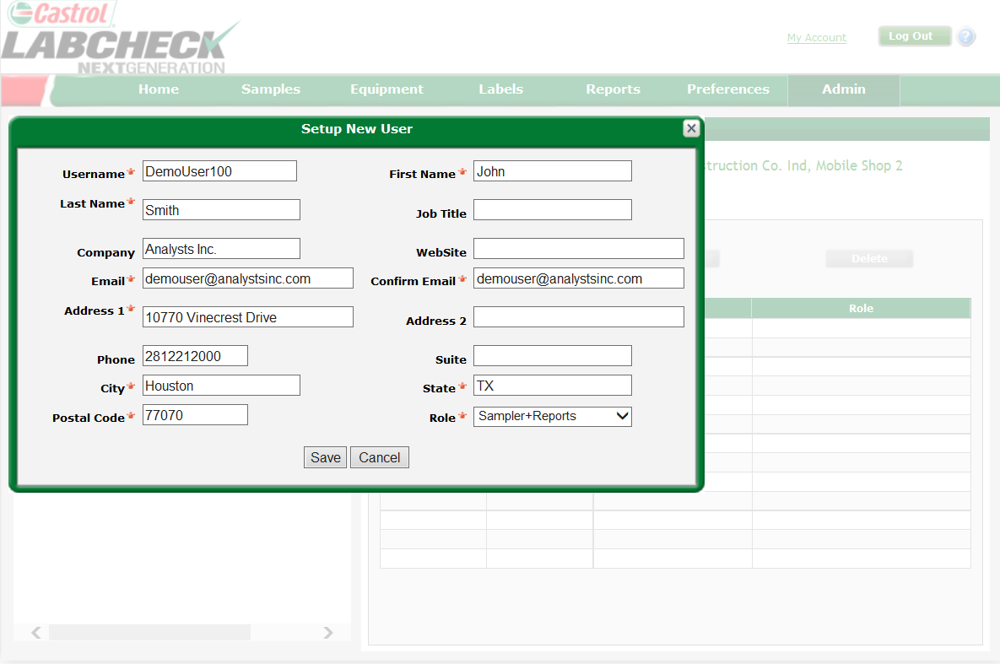 Castrol
LABCHECK
NEXTGENERATION
My Account
Log Out
?
Home Samples Equipment Labels Reports Preferences Admin
Setup New User
struction Co. Ind, Mobile Shop 2
Username* DemoUser100 First Name* John
Last Name* Smith Job Title
Company Analysts Inc. WebSite
Email* demouser@analystsinc.com Confirm Email* demouser@analystsinc.com
Address 1* 10770 Vinecrest Drive Address 2
Phone 2812212000 Suite
City* Houston State* TX
Postal Code* 77070 Role* Sampler+Reports
Save Cancel
Delete
Role